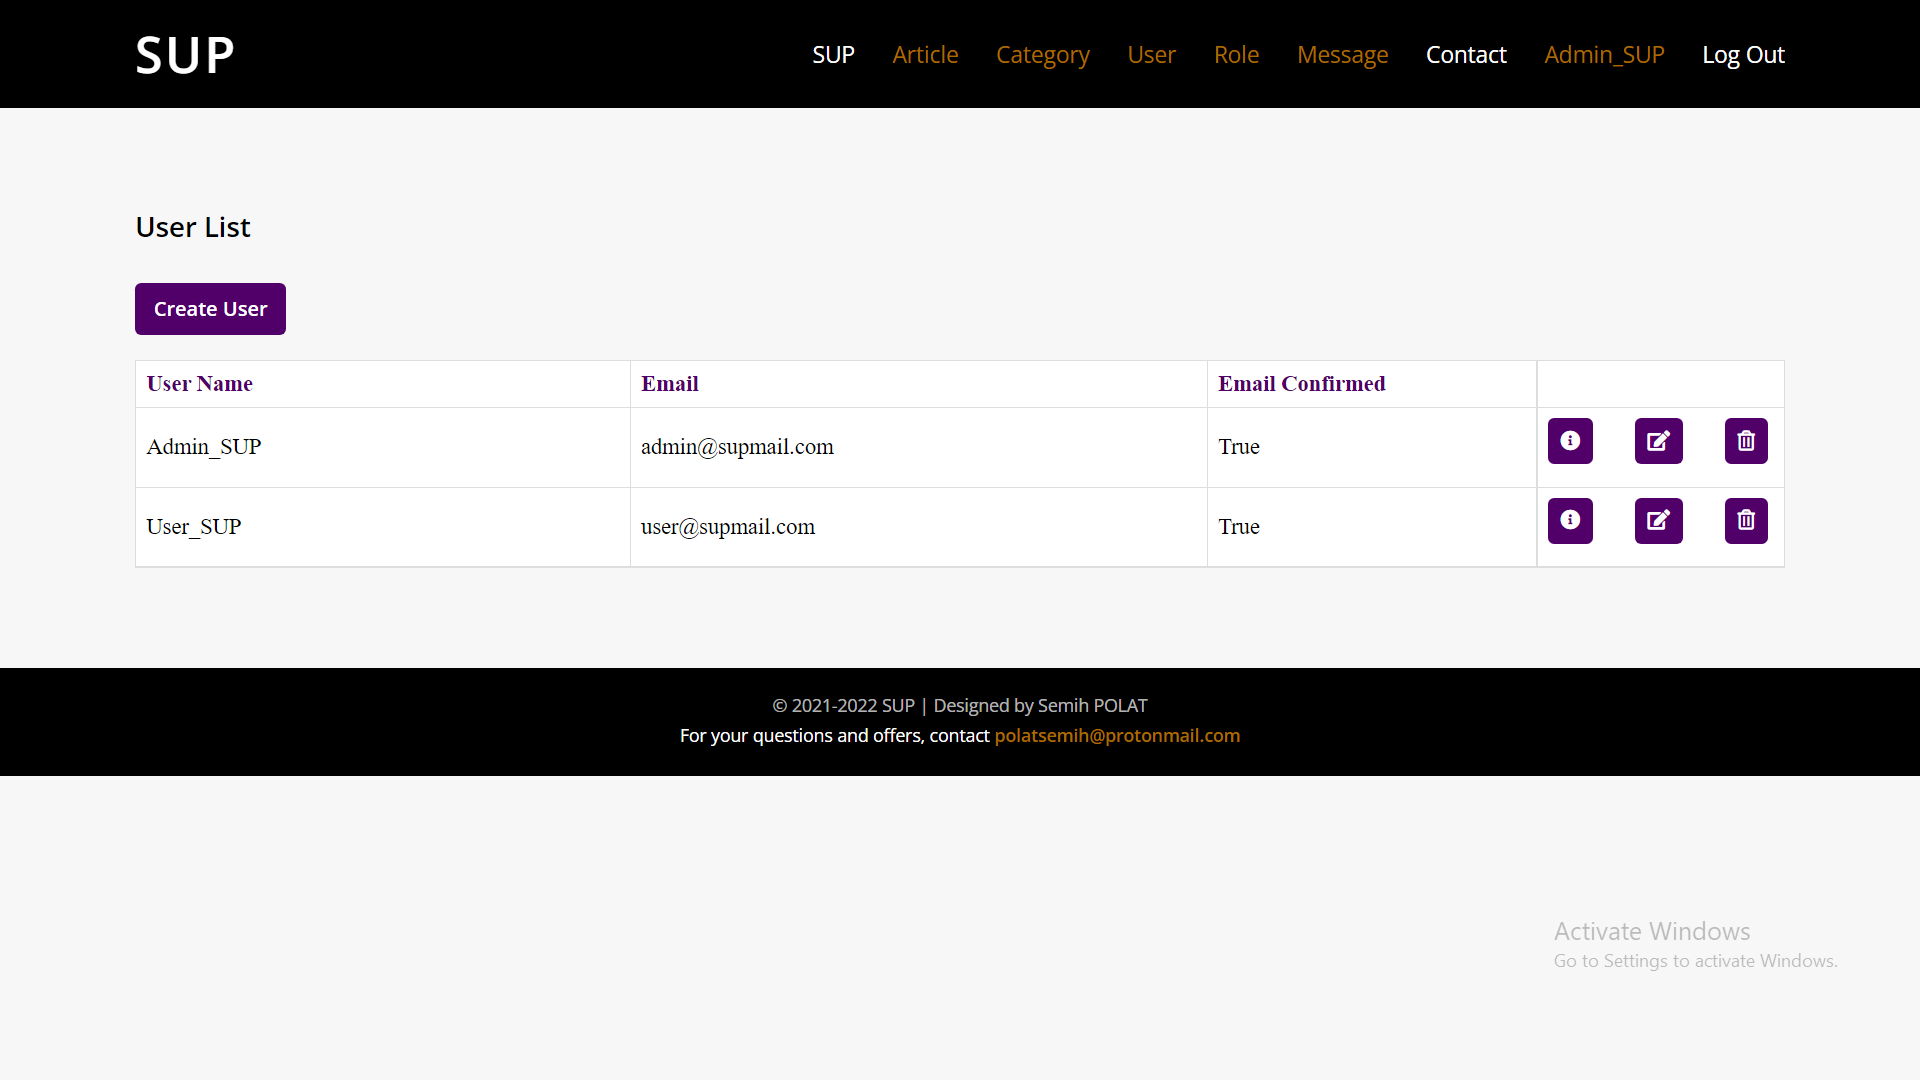 SUP
SUP Article Category User Role Message Contact Admin_SUP Log Out
User List
Create User
User Name Email Email Confirmed
Admin_SUP admin@supmail.com True
User_SUP user@supmail.com True
© 2021-2022 SUP | Designed by Semih POLAT
For your questions and offers, contact polatsemih@protonmail.com
Activate Windows
Go to Settings to activate Windows.